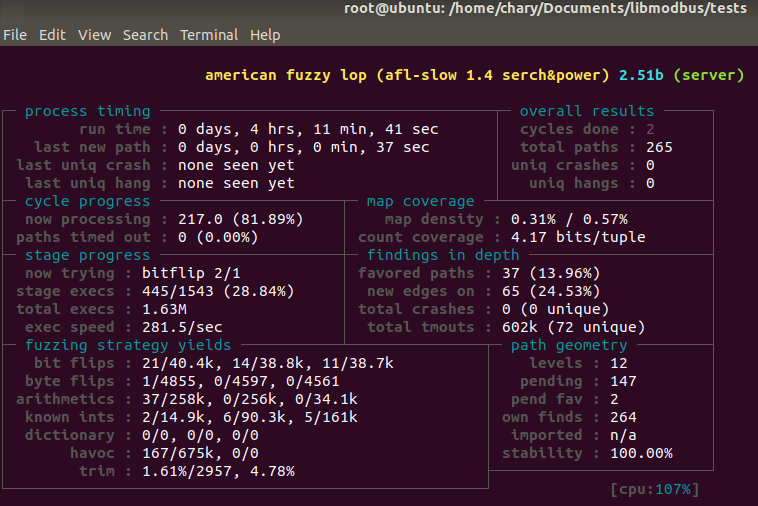 root@ubuntu: /home/chary/Documents/libmodbus/tests
File Edit View Search Terminal Help
american fuzzy lop (afl-slow 1.4 serch&power) 2.51b (server)
process timing overall results
run time : 0 days, 4 hrs, 11 min, 41 sec cycles done : 2
last new path : 0 days, 0 hrs, 0 min, 37 sec total paths : 265
last uniq crash : none seen yet uniq crashes : 0
last uniq hang : none seen yet uniq hangs : 0
cycle progress map coverage
now processing : 217.0 (81.89%) map density : 0.31% / 0.57%
paths timed out : 0 (0.00%) count coverage : 4.17 bits/tuple
stage progress findings in depth
now trying : bitflip 2/1 favored paths : 37 (13.96%)
stage execs : 445/1543 (28.84%) new edges on : 65 (24.53%)
total execs : 1.63M total crashes : 0 (0 unique)
exec speed : 281.5/sec total tmouts : 602k (72 unique)
fuzzing strategy yields path geometry
bit flips : 21/40.4k, 14/38.8k, 11/38.7k levels : 12
byte flips : 1/4855, 0/4597, 0/4561 pending : 147
arithmetics : 37/258k, 0/256k, 0/34.1k pend fav : 2
known ints : 2/14.9k, 6/90.3k, 5/161k own finds : 264
dictionary : 0/0, 0/0, 0/0 imported : n/a
havoc : 167/675k, 0/0 stability : 100.00%
trim : 1.61%/2957, 4.78%
[cpu:107%]